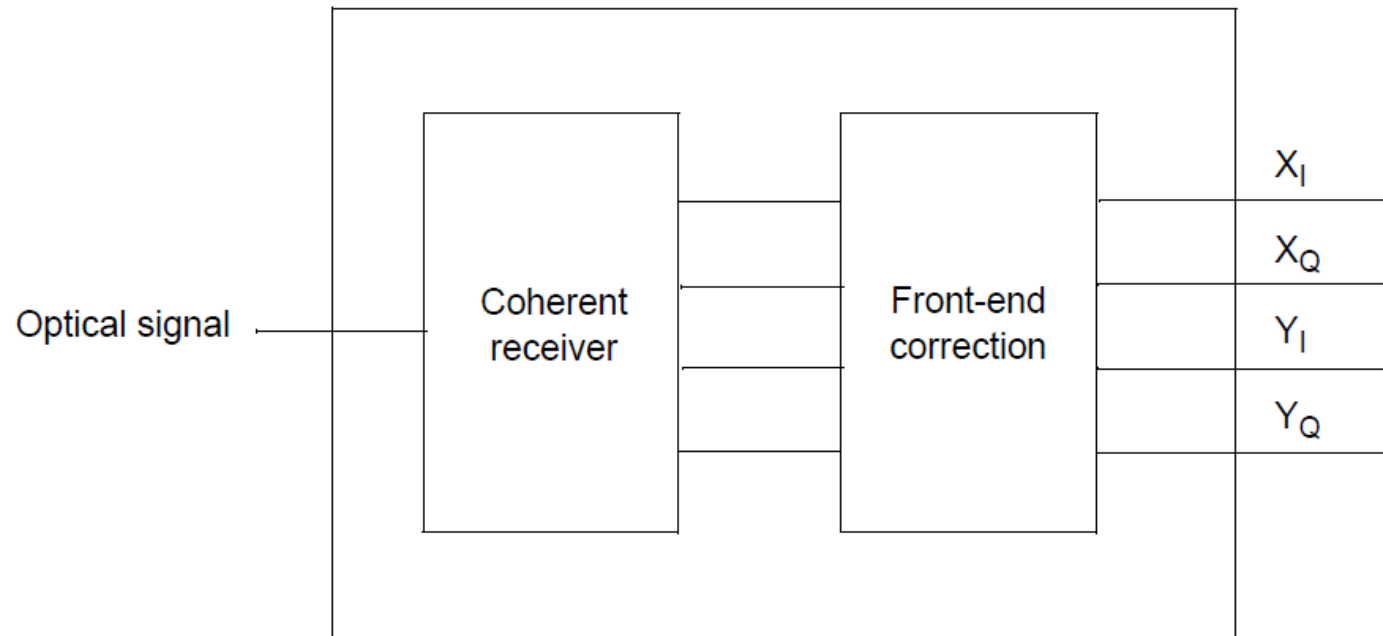 X_I
X_Q
Coherent
receiver
Front-end
correction
Optical signal
Y_I
Y_Q